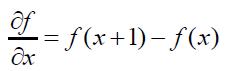 ∂f/∂x = f(x+1) − f(x)